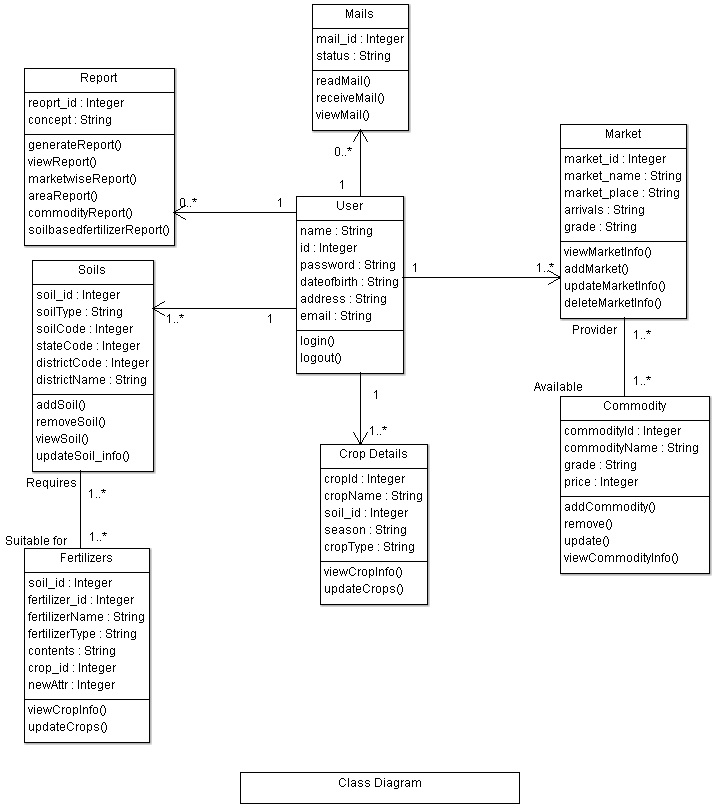 Mails
mail_id : Integer
status : String
readMail()
receiveMail()
viewMail()
0..*
1
Report
reoprt_id : Integer
concept : String
generateReport()
viewReport()
marketwiseReport()
areaReport()
commodityReport()
soilbasedfertilizerReport()
0..*
1
Market
market_id : Integer
market_name : String
market_place : String
arrivals : String
grade : String
viewMarketInfo()
addMarket()
updateMarketInfo()
deleteMarketInfo()
User
name : String
id : Integer
password : String
dateofbirth : String
address : String
email : String
login()
logout()
1
1..*
Soils
soil_id : Integer
soilType : String
soilCode : Integer
stateCode : Integer
districtCode : Integer
districtName : String
addSoil()
removeSoil()
viewSoil()
updateSoil_info()
1..*
1
Provider
1..*
1..*
Available
Commodity
commodityId : Integer
commodityName : String
grade : String
price : Integer
addCommodity()
remove()
update()
viewCommodityInfo()
1
1..*
Crop Details
cropId : Integer
cropName : String
soil_id : Integer
season : String
cropType : String
viewCropInfo()
updateCrops()
Requires
1..*
1..*
Suitable for
Fertilizers
soil_id : Integer
fertilizer_id : Integer
fertilizerName : String
fertilizerType : String
contents : String
crop_id : Integer
newAttr : Integer
viewCropInfo()
updateCrops()
Class Diagram